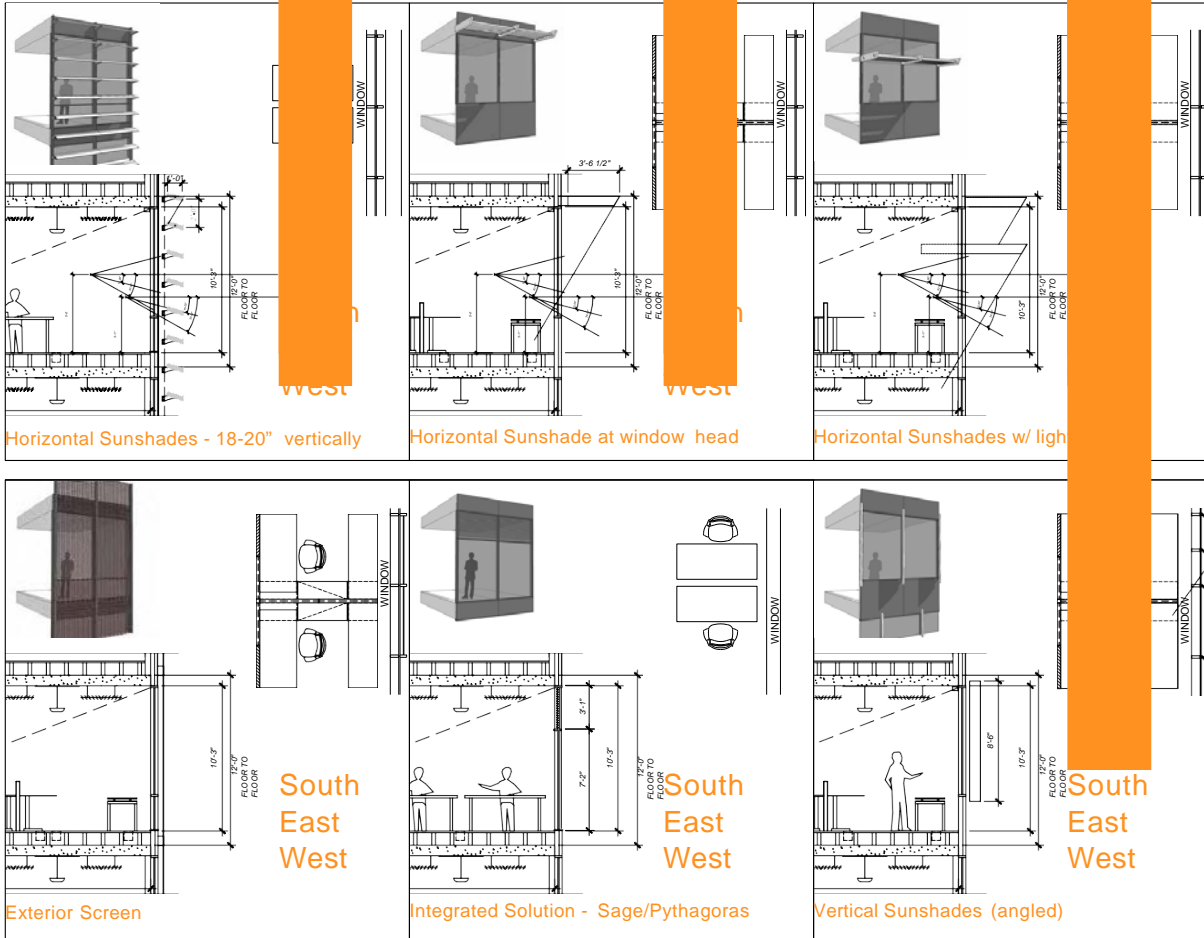 WINDOW
1'-0"
10'-3"
12'-0"
FLOOR TO
FLOOR
West
Horizontal Sunshades - 18-20” vertically
WINDOW
3'-6 1/2"
10'-3"
12'-0"
FLOOR TO
FLOOR
West
Horizontal Sunshade at window head
WINDOW
10'-3"
12'-0"
FLOOR TO
FLOOR
Horizontal Sunshades w/
WINDOW
10'-3"
12'-0"
FLOOR TO
FLOOR
South
East
West
Exterior Screen
WINDOW
3'-1"
7'-2"
10'-3"
12'-0"
FLOOR TO
FLOOR
South
East
West
Integrated Solution - Sage/Pythagoras
WINDOW
8'-6"
10'-3"
12'-0"
FLOOR TO
FLOOR
South
East
West
Vertical Sunshades (angled)